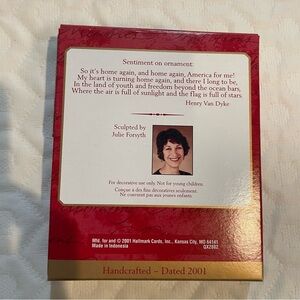 Sentiment on ornament:
So it's home again, and home again, America for me!
My heart is turning home again, and there I long to be,
In the land of youth and freedom beyond the ocean bars,
Where the air is full of sunlight and the flag is full of stars.
Henry Van Dyke
Sculpted by
Julie Forsyth
For decorative use only. Not for young children.
Conçu à des fins décoratives seulement.
Ne convient pas aux jeunes enfants.
Mfd. for and © 2001 Hallmark Cards, Inc., Kansas City, MO 64141
Made in Indonesia
QX2882
Handcrafted – Dated 2001